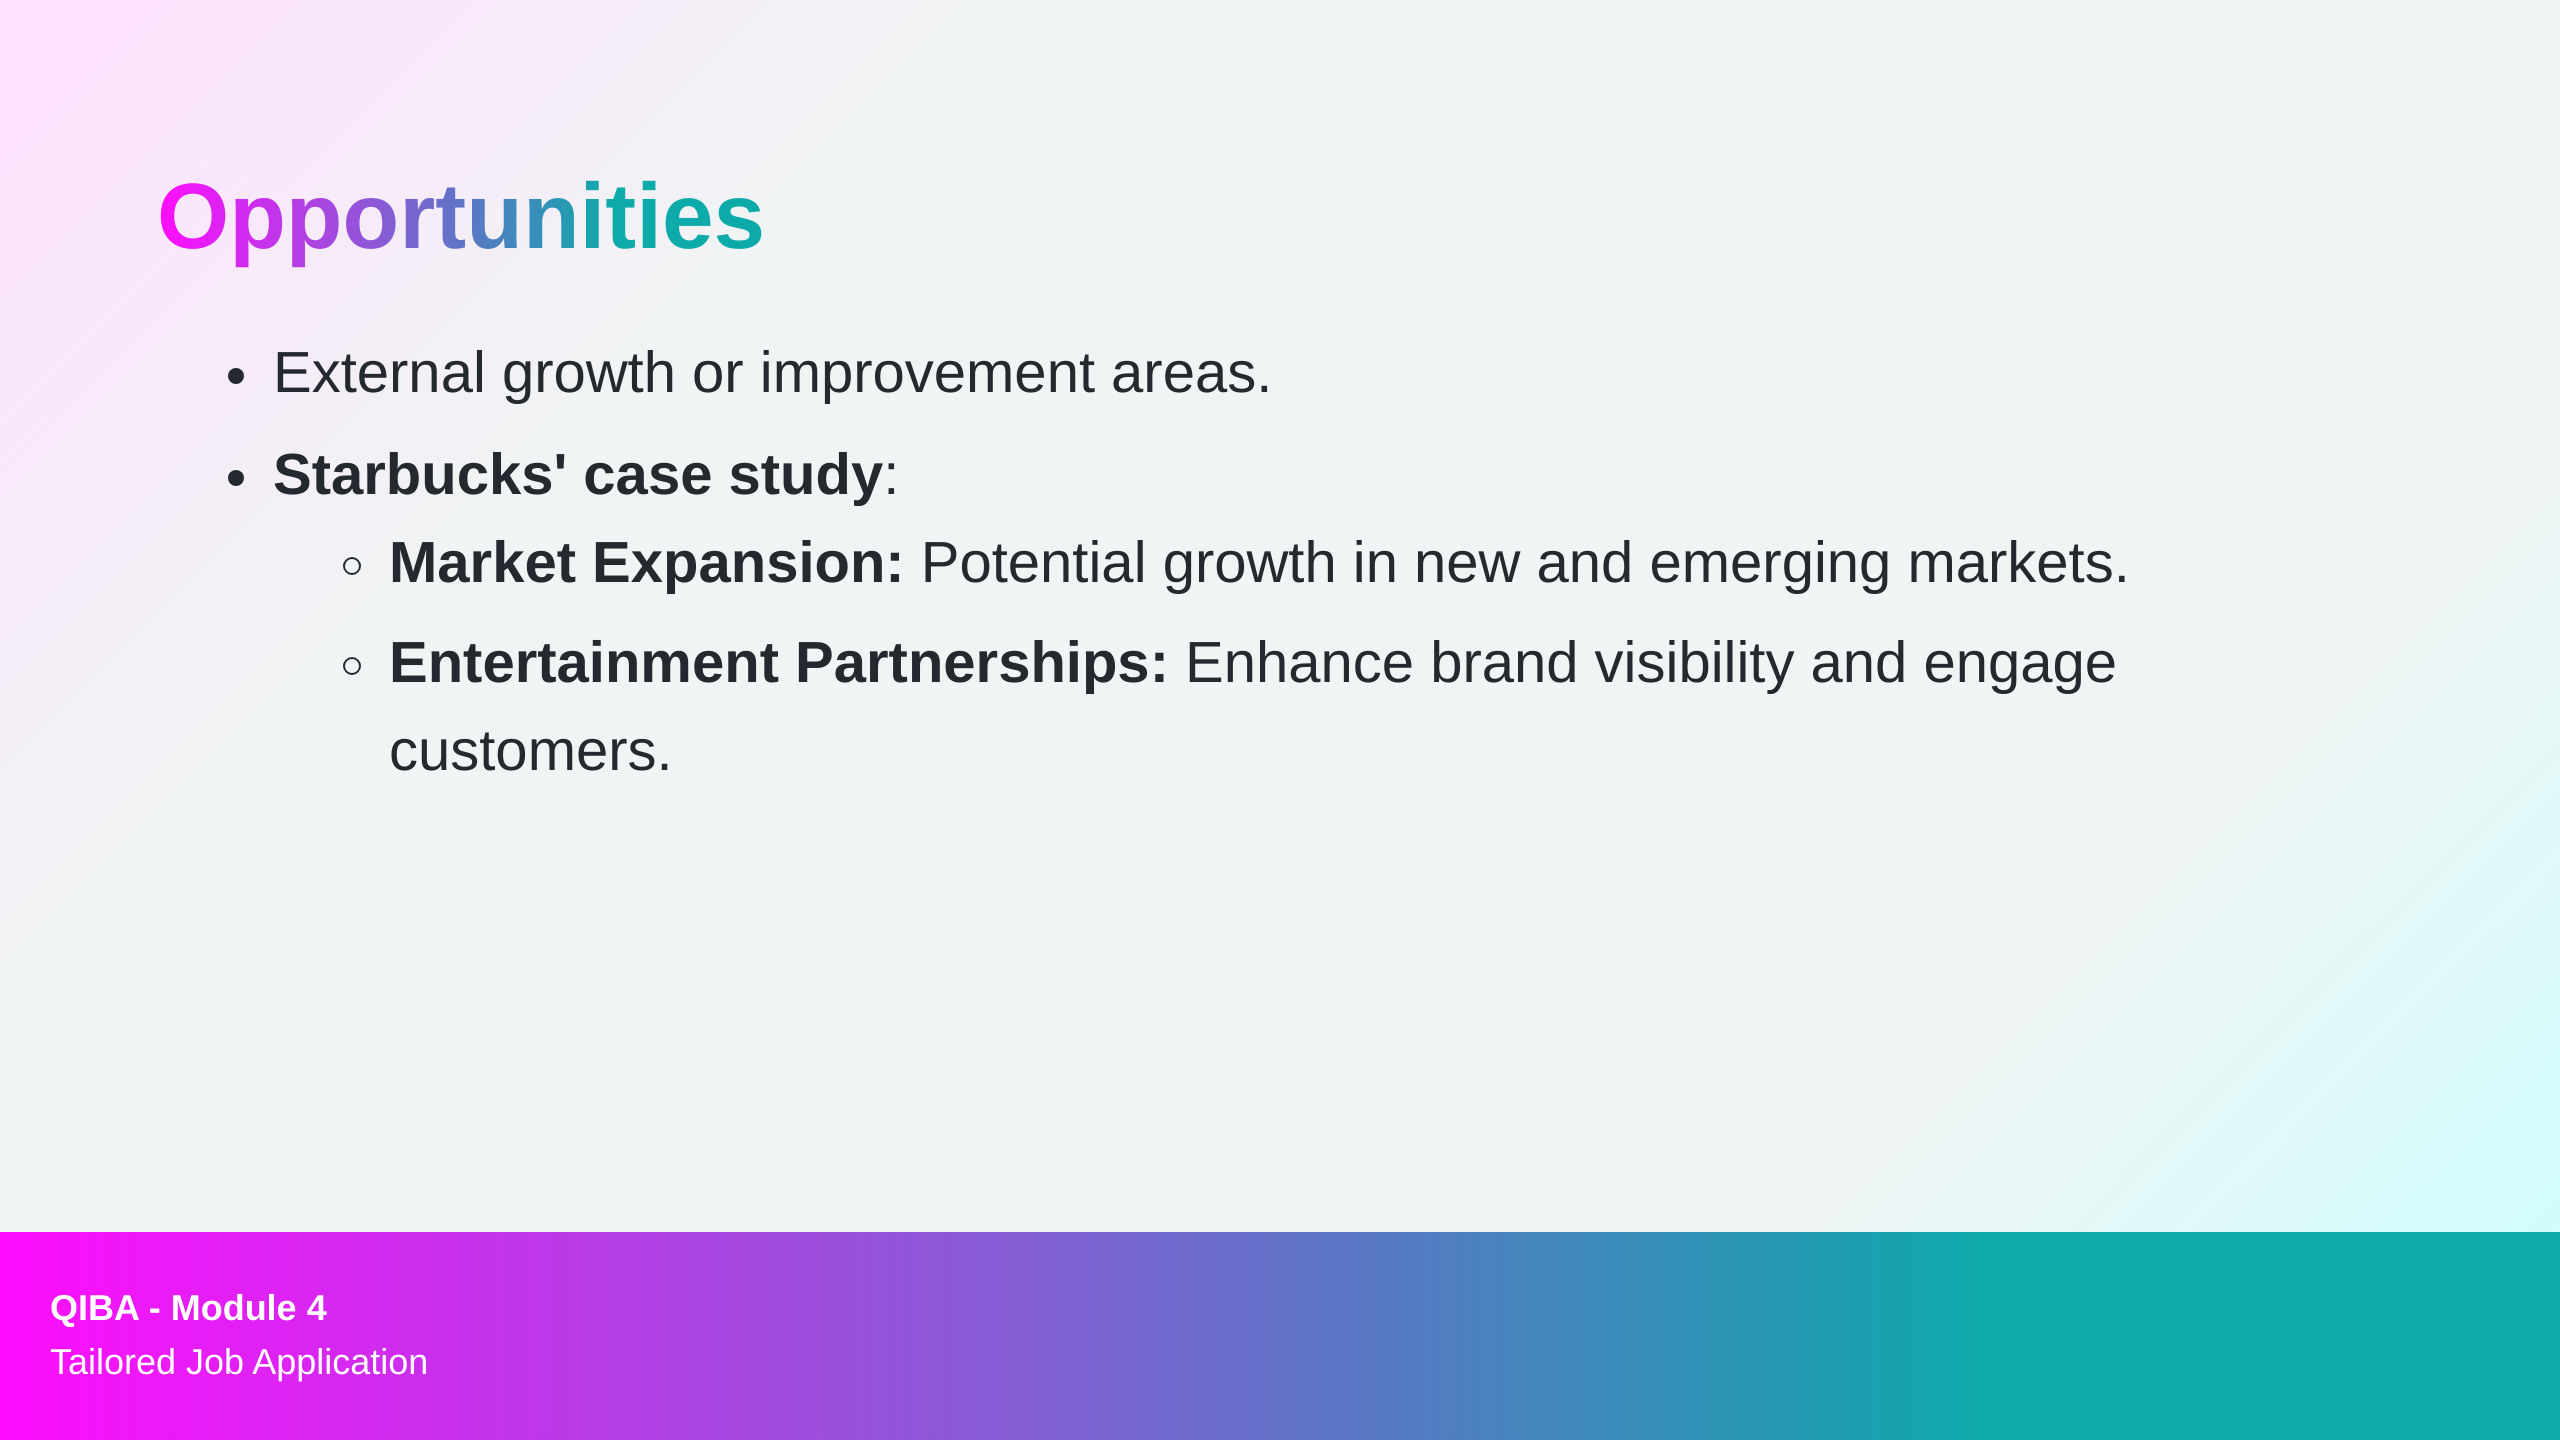 Opportunities
• External growth or improvement areas.
• Starbucks' case study:
◦ Market Expansion: Potential growth in new and emerging markets.
◦ Entertainment Partnerships: Enhance brand visibility and engage
customers.
QIBA - Module 4
Tailored Job Application